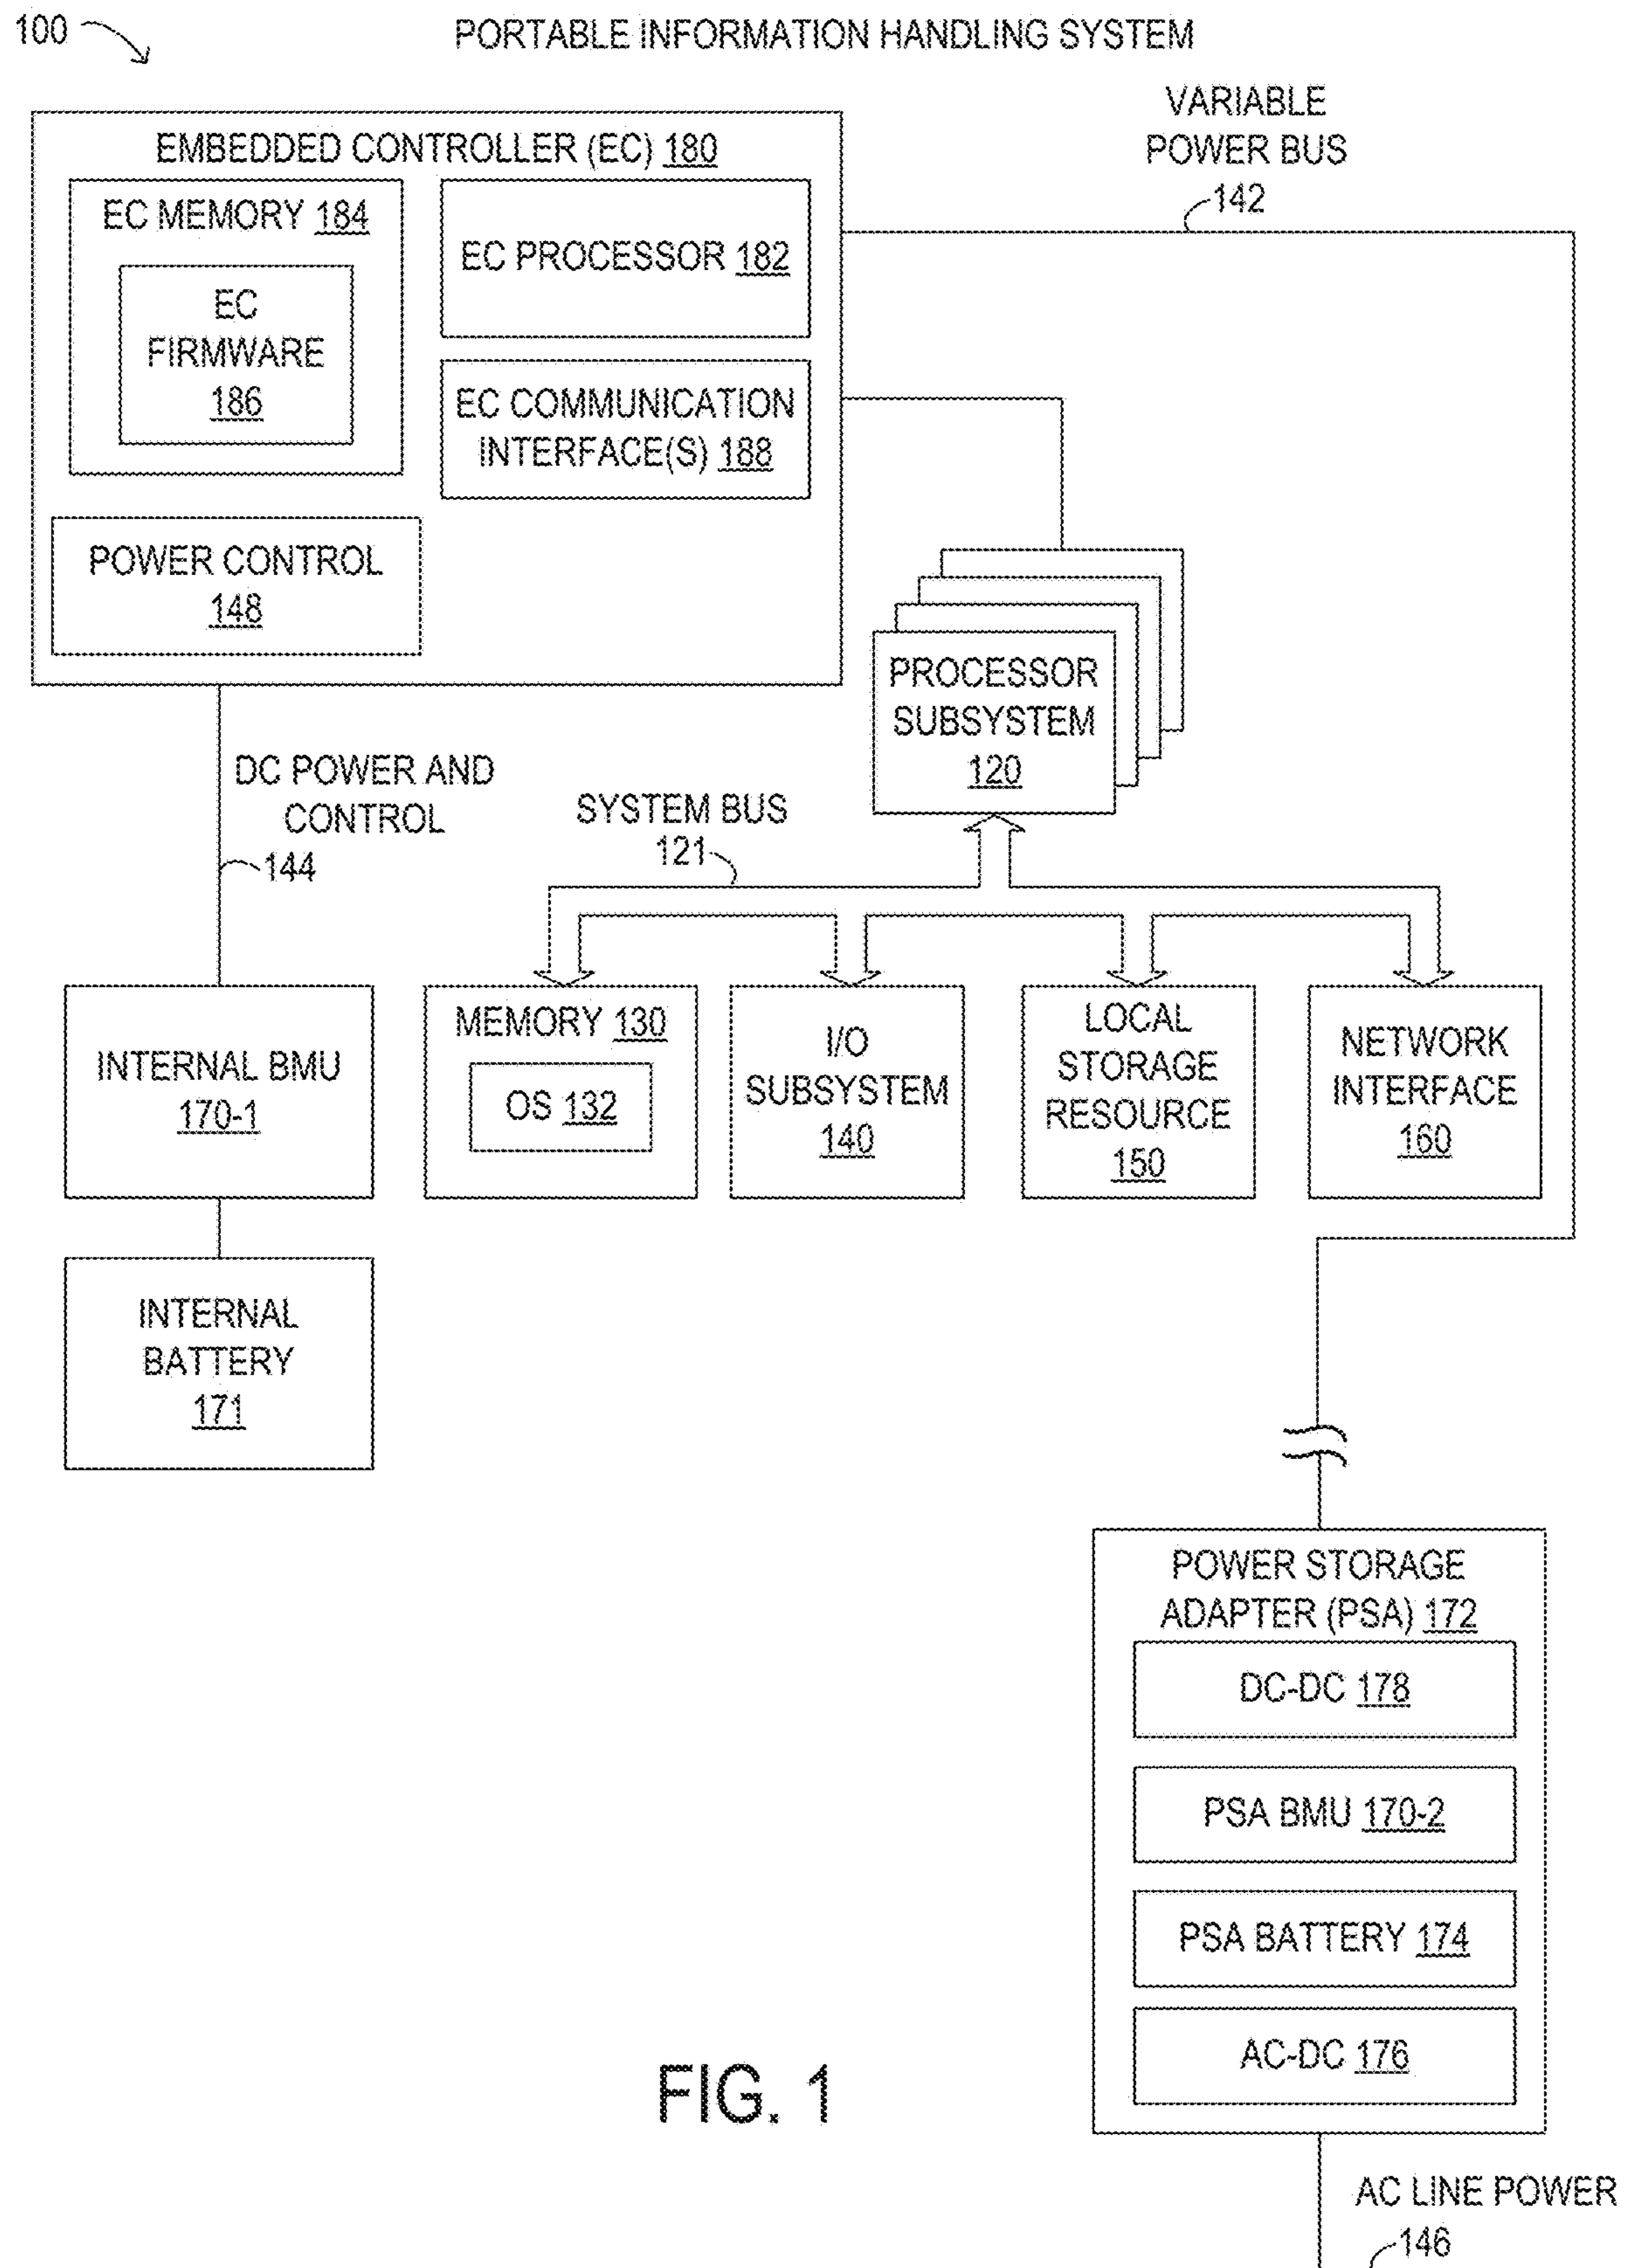 100
PORTABLE INFORMATION HANDLING SYSTEM
VARIABLE
POWER BUS
142
EMBEDDED CONTROLLER (EC) 180
EC MEMORY 184
EC
FIRMWARE
186
EC PROCESSOR 182
EC COMMUNICATION
INTERFACE(S) 188
POWER CONTROL
148
PROCESSOR
SUBSYSTEM
120
DC POWER AND
CONTROL
144
SYSTEM BUS
121
INTERNAL BMU
170-1
MEMORY 130
OS 132
I/O
SUBSYSTEM
140
LOCAL
STORAGE
RESOURCE
150
NETWORK
INTERFACE
160
INTERNAL
BATTERY
171
POWER STORAGE
ADAPTER (PSA) 172
DC-DC 178
PSA BMU 170-2
PSA BATTERY 174
AC-DC 176
FIG. 1
AC LINE POWER
146